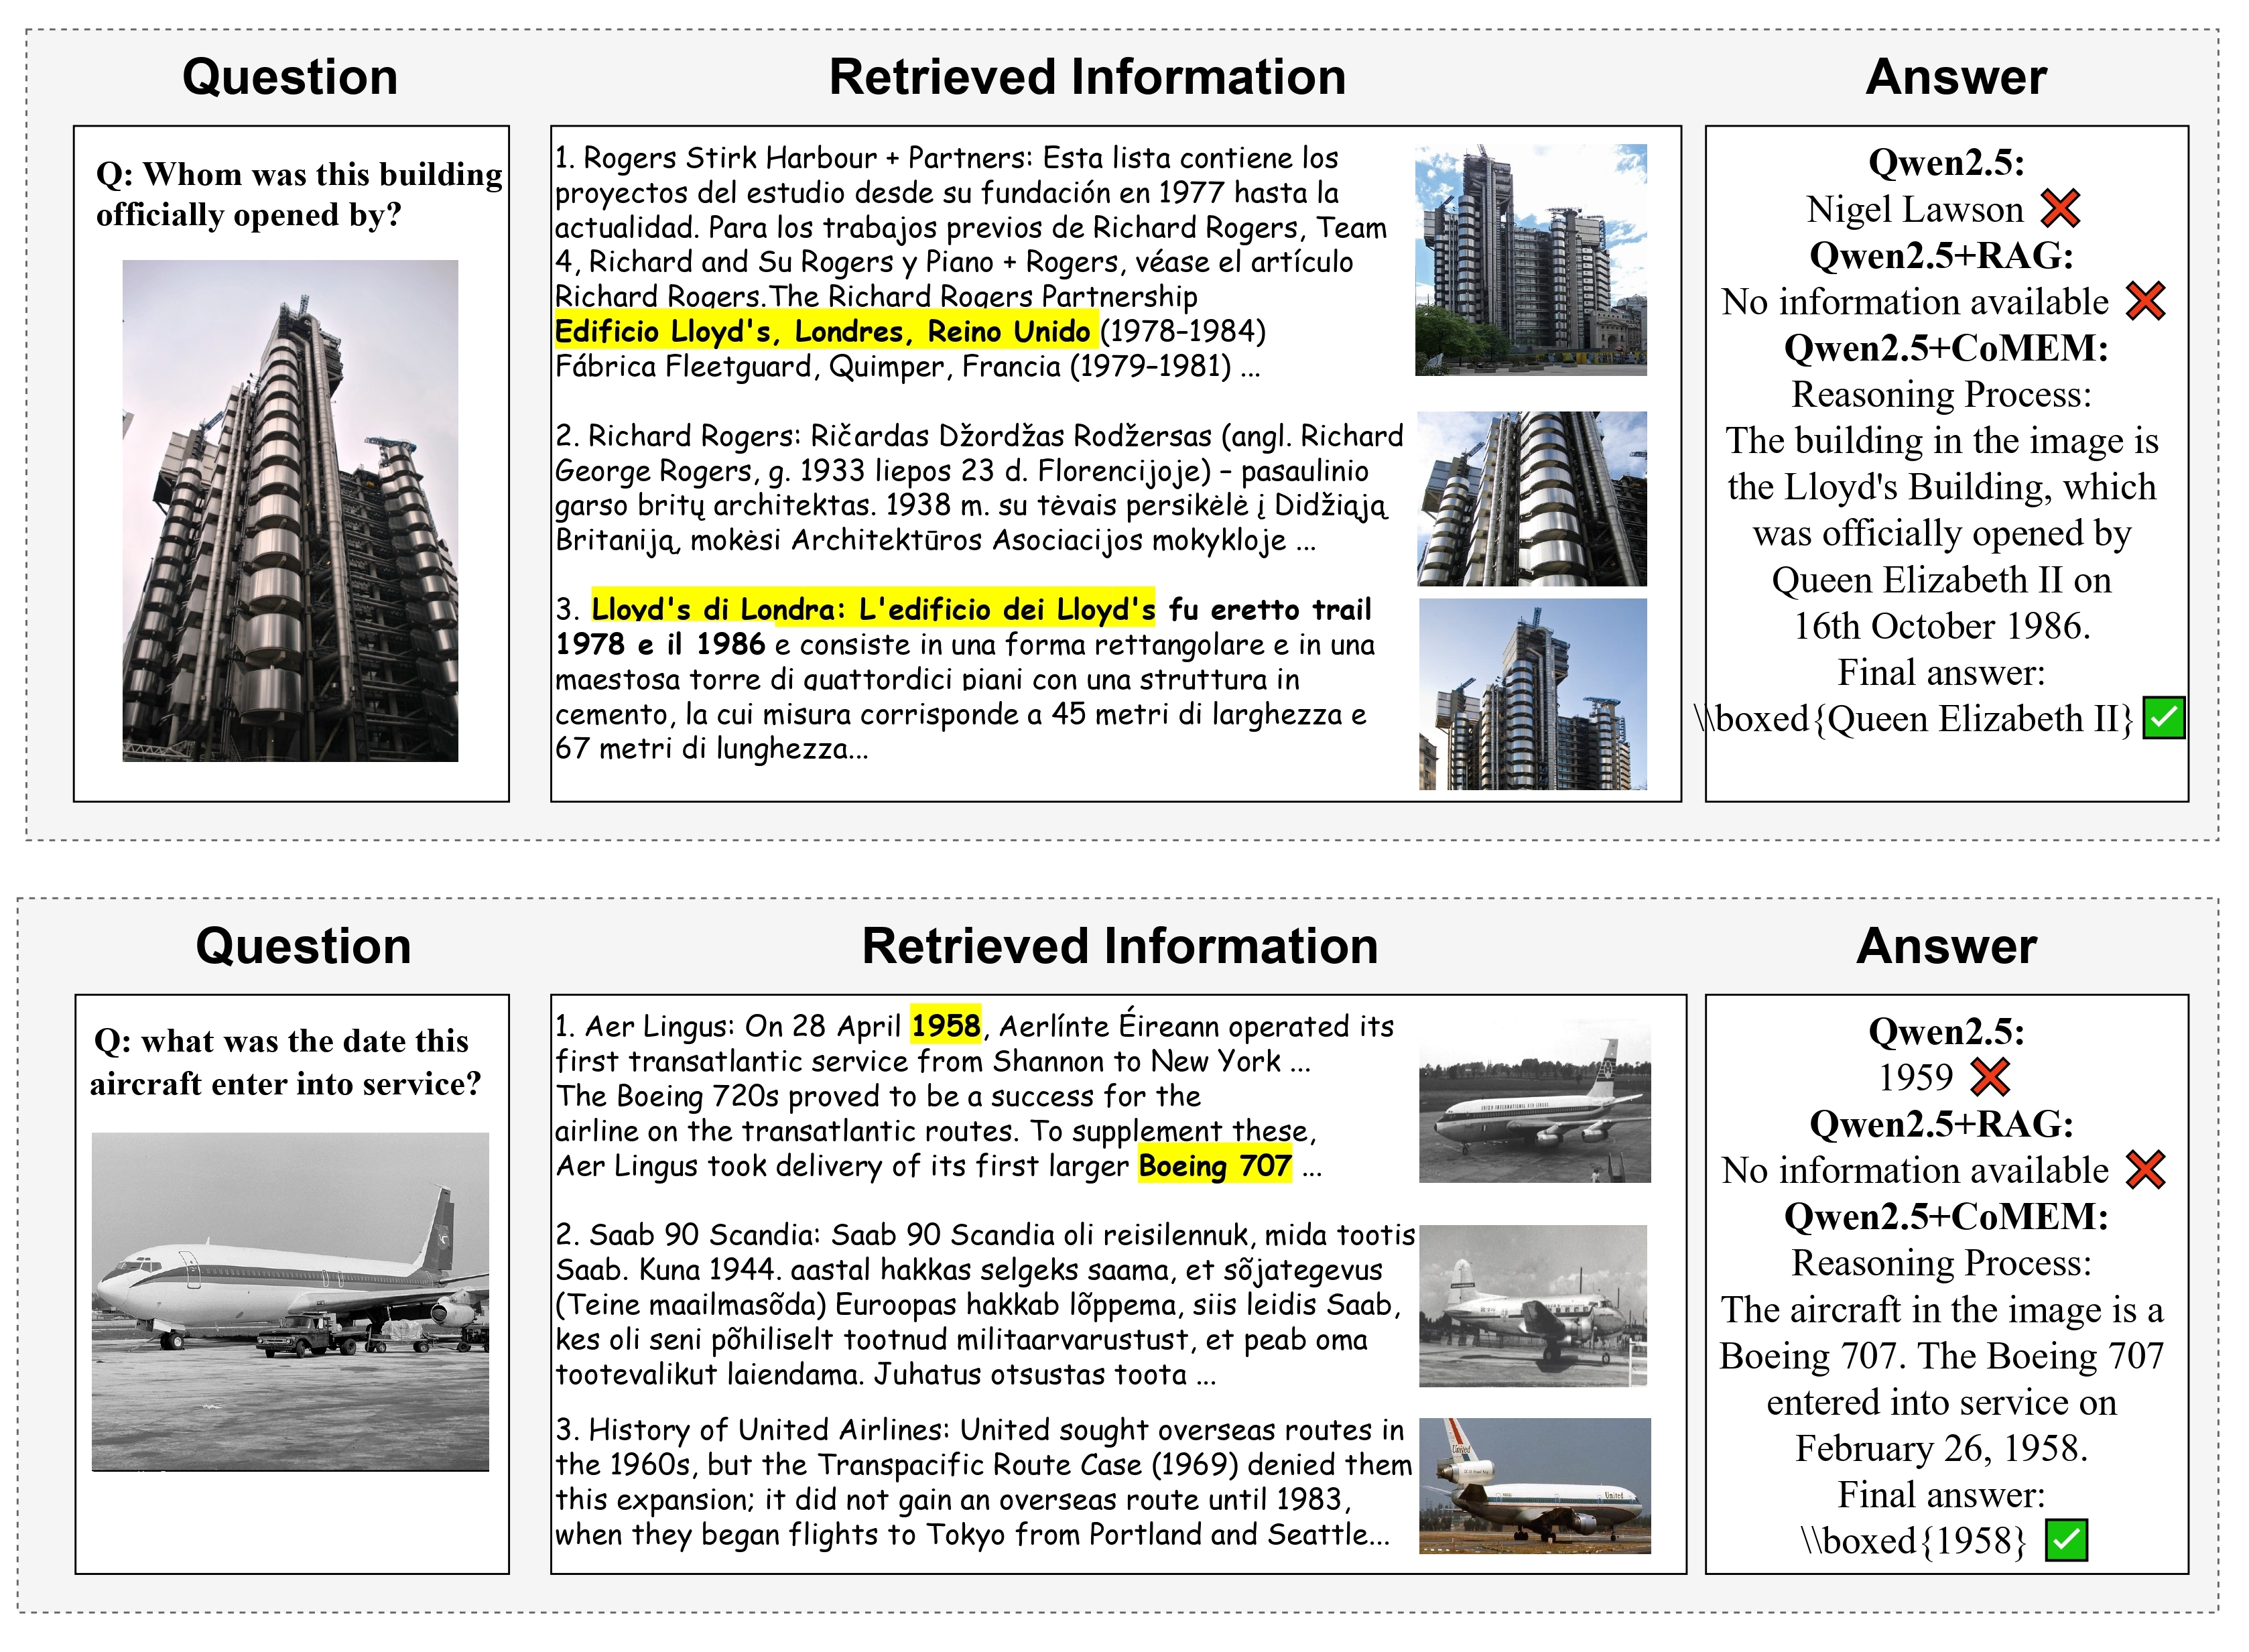 Question
Retrieved Information
Answer
Q: Whom was this building
officially opened by?
1. Rogers Stirk Harbour + Partners: Esta lista contiene los
proyectos del estudio desde su fundación en 1977 hasta la
actualidad. Para los trabajos previos de Richard Rogers, Team
4, Richard and Su Rogers y Piano + Rogers, véase el artículo
Richard Rogers.The Richard Rogers Partnership
Edificio Lloyd's, Londres, Reino Unido (1978–1984)
Fábrica Fleetguard, Quimper, Francia (1979–1981) ...
2. Richard Rogers: Ričardas Džordžas Rodžersas (angl. Richard
George Rogers, g. 1933 liepos 23 d. Florencijoje) – pasaulinio
garso britų architektas. 1938 m. su tėvais persikėlė į Didžiąją
Britaniją, mokėsi Architektūros Asociacijos mokykloje ...
3. Lloyd's di Londra: L'edificio dei Lloyd's fu eretto trail
1978 e il 1986 e consiste in una forma rettangolare e in una
maestosa torre di quattordici piani con una struttura in
cemento, la cui misura corrisponde a 45 metri di larghezza e
67 metri di lunghezza...
Qwen2.5:
Nigel Lawson
Qwen2.5+RAG:
No information available
Qwen2.5+CoMEM:
Reasoning Process:
The building in the image is
the Lloyd's Building, which
was officially opened by
Queen Elizabeth II on
16th October 1986.
Final answer:
\\boxed{Queen Elizabeth II}
Question
Retrieved Information
Answer
Q: what was the date this
aircraft enter into service?
1. Aer Lingus: On 28 April 1958, Aerlínte Éireann operated its
first transatlantic service from Shannon to New York ...
The Boeing 720s proved to be a success for the
airline on the transatlantic routes. To supplement these,
Aer Lingus took delivery of its first larger Boeing 707 ...
2. Saab 90 Scandia: Saab 90 Scandia oli reisilennuk, mida tootis
Saab. Kuna 1944. aastal hakkas selgeks saama, et sõjategevus
(Teine maailmasõda) Euroopas hakkab lõppema, siis leidis Saab,
kes oli seni põhiliselt tootnud militaarvarustust, et peab oma
tootevalikut laiendama. Juhatus otsustas toota ...
3. History of United Airlines: United sought overseas routes in
the 1960s, but the Transpacific Route Case (1969) denied them
this expansion; it did not gain an overseas route until 1983,
when they began flights to Tokyo from Portland and Seattle...
United
United
Qwen2.5:
1959
Qwen2.5+RAG:
No information available
Qwen2.5+CoMEM:
Reasoning Process:
The aircraft in the image is a
Boeing 707. The Boeing 707
entered into service on
February 26, 1958.
Final answer:
\\boxed{1958}